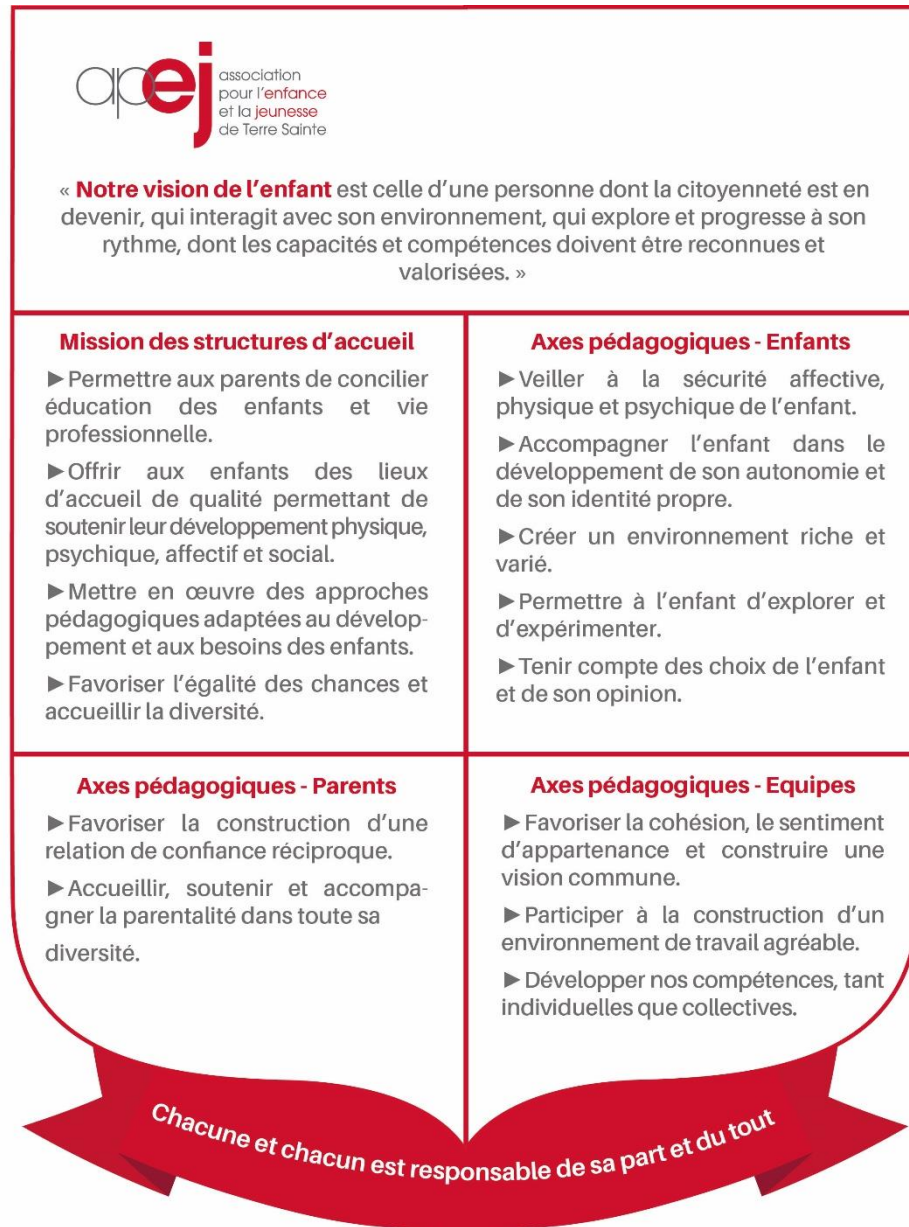 apej
association
pour l'enfance
et la jeunesse
de Terre Sainte
« Notre vision de l'enfant est celle d'une personne dont la citoyenneté est en
devenir, qui interagit avec son environnement, qui explore et progresse à son
rythme, dont les capacités et compétences doivent être reconnues et
valorisées. »
Mission des structures d'accueil
►Permettre aux parents de concilier
éducation des enfants et vie
professionnelle.
►Offrir aux enfants des lieux
d'accueil de qualité permettant de
soutenir leur développement physique,
psychique, affectif et social.
►Mettre en œuvre des approches
pédagogiques adaptées au dévelop-
pement et aux besoins des enfants.
►Favoriser l'égalité des chances et
accueillir la diversité.
Axes pédagogiques - Enfants
►Veiller à la sécurité affective,
physique et psychique de l'enfant.
►Accompagner l'enfant dans le
développement de son autonomie et
de son identité propre.
►Créer un environnement riche et
varié.
►Permettre à l'enfant d'explorer et
d'expérimenter.
►Tenir compte des choix de l'enfant
et de son opinion.
Axes pédagogiques - Parents
►Favoriser la construction d'une
relation de confiance réciproque.
►Accueillir, soutenir et accompa-
gner la parentalité dans toute sa
diversité.
Axes pédagogiques - Equipes
►Favoriser la cohésion, le sentiment
d'appartenance et construire une
vision commune.
►Participer à la construction d'un
environnement de travail agréable.
►Développer nos compétences, tant
individuelles que collectives.
Chacune et chacun est responsable de sa part et du tout